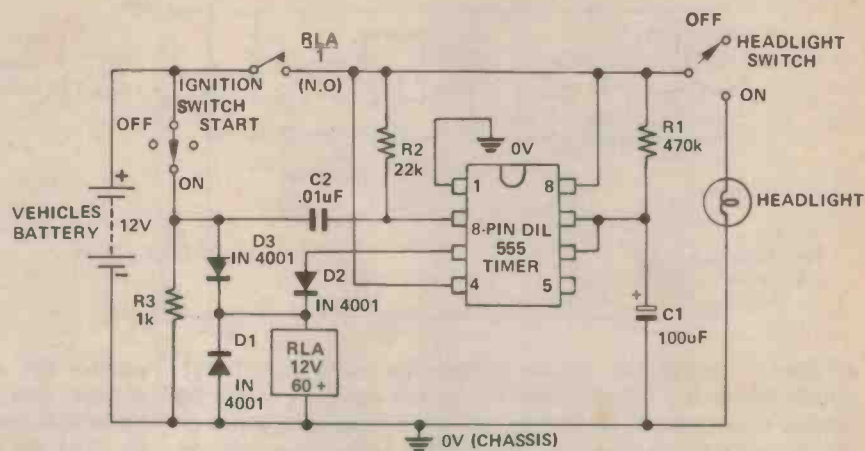 RLA
1
(N.O)
OFF
HEADLIGHT
SWITCH
ON
IGNITION
SWITCH
START
OFF
ON
R2
22k
0V
R1
470k
C2
.01uF
1
8
8-PIN DIL
555
TIMER
4
5
HEADLIGHT
VEHICLES
BATTERY
+
12V
-
D3
IN 4001
D2
IN 4001
R3
1k
D1
IN
4001
RLA
12V
60 +
+
C1
100uF
0V (CHASSIS)